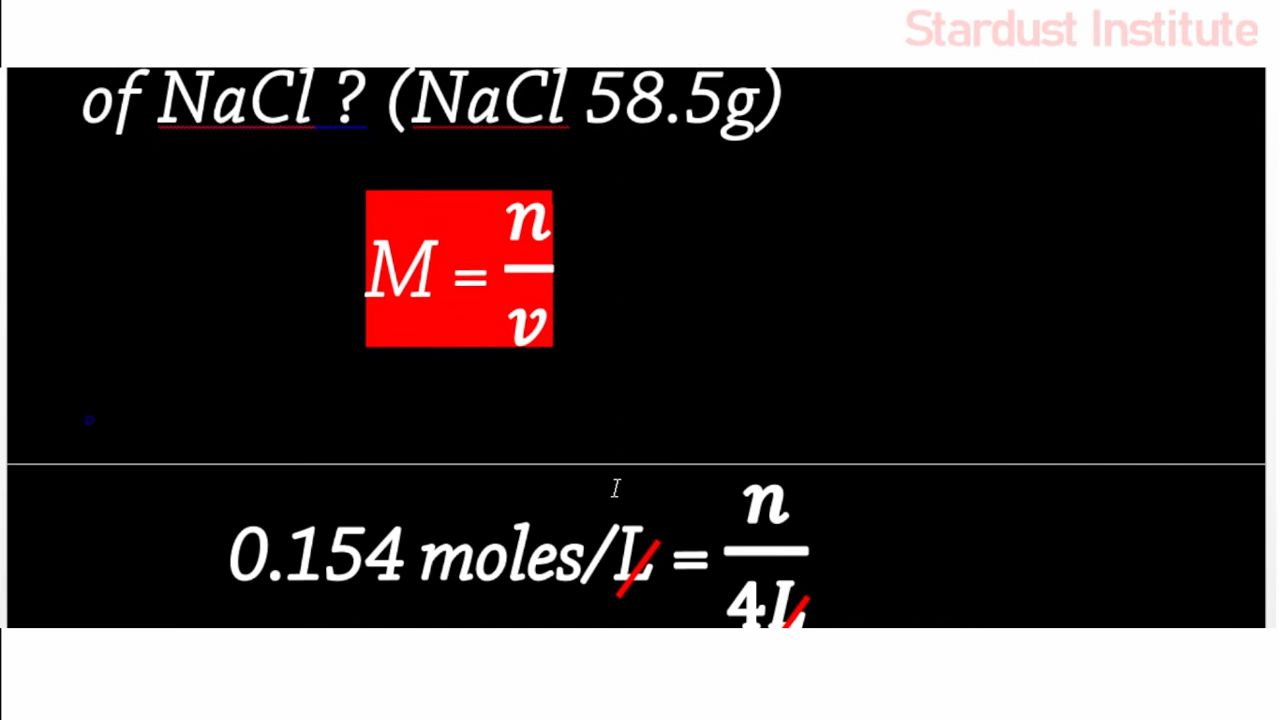 Stardust Institute
of NaCl ? (NaCl 58.5g)
M = n/v
0.154 moles/L = n/4L